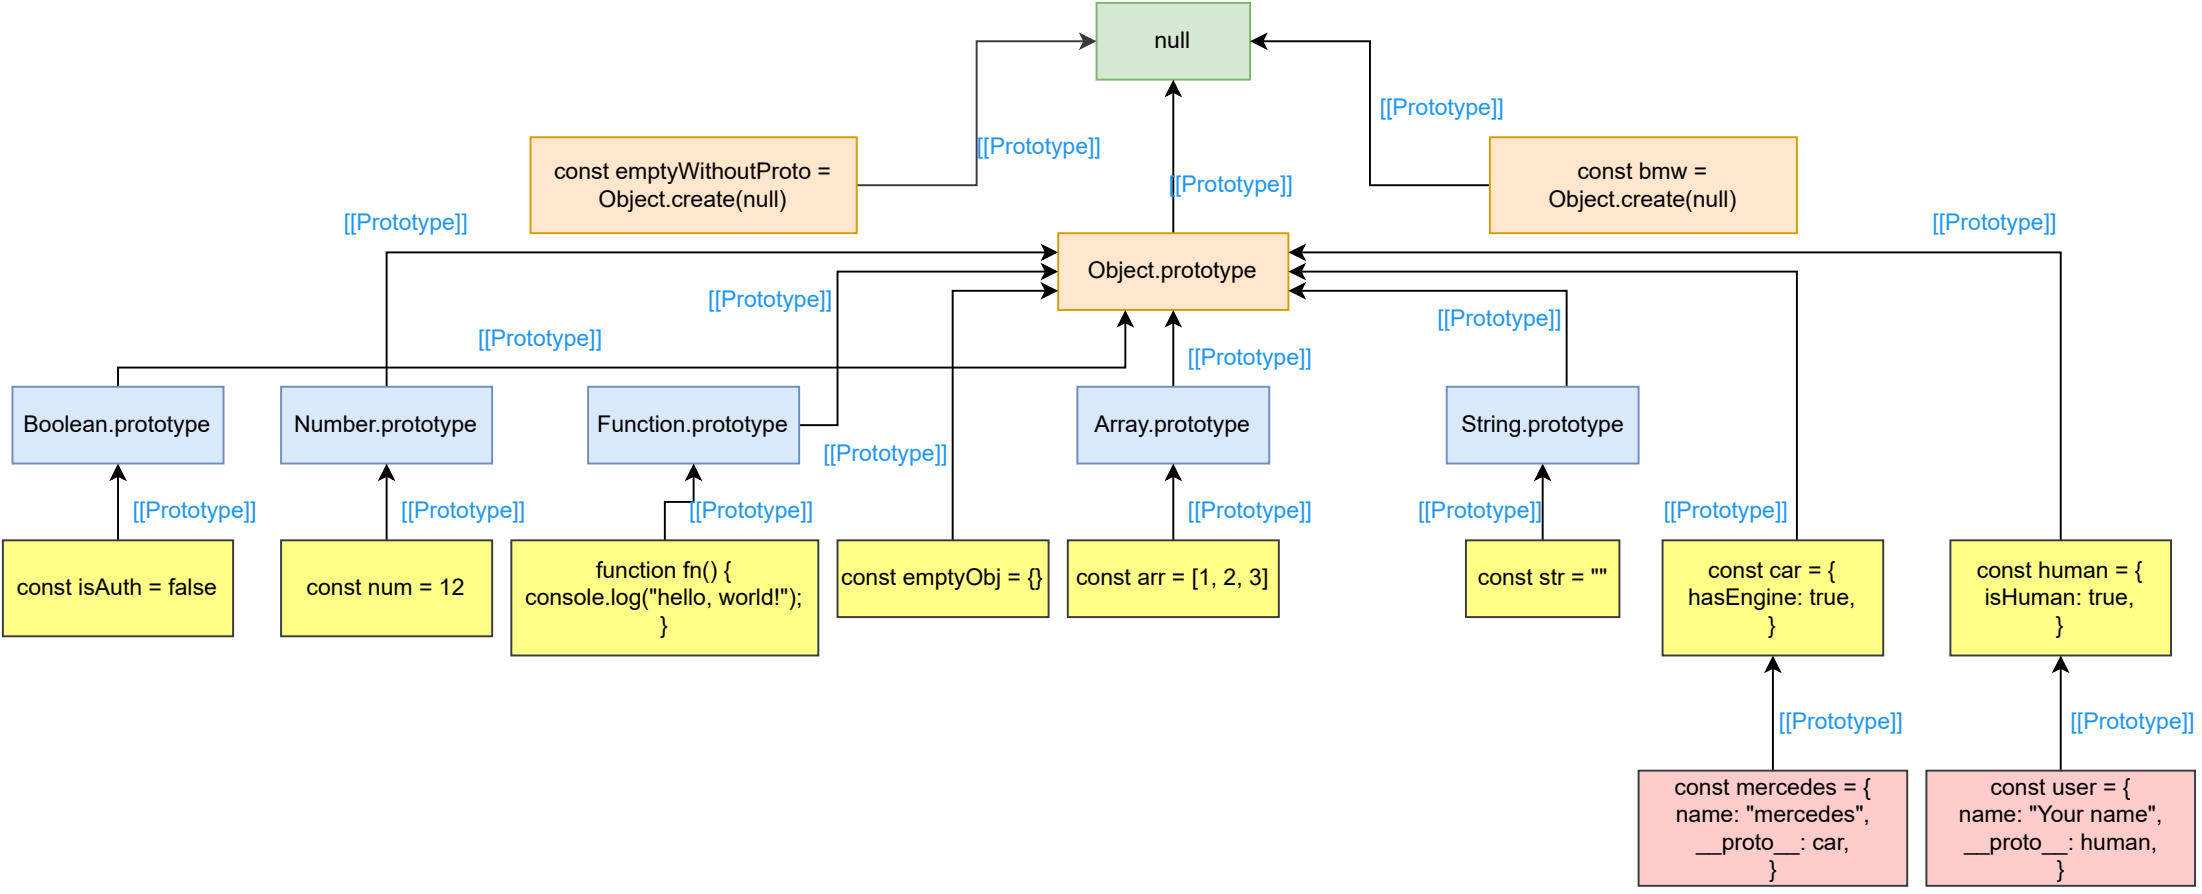 null
[[Prototype]]
[[Prototype]]
const emptyWithoutProto =
Object.create(null)
[[Prototype]]
const bmw =
Object.create(null)
[[Prototype]]
[[Prototype]]
Object.prototype
[[Prototype]]
[[Prototype]]
[[Prototype]]
[[Prototype]]
Boolean.prototype
Number.prototype
Function.prototype
Array.prototype
String.prototype
[[Prototype]]
[[Prototype]]
[[Prototype]]
[[Prototype]]
[[Prototype]]
[[Prototype]]
[[Prototype]]
const isAuth = false
const num = 12
function fn() {
console.log("hello, world!");
}
const emptyObj = {}
const arr = [1, 2, 3]
const str = ""
const car = {
hasEngine: true,
}
const human = {
isHuman: true,
}
[[Prototype]]
[[Prototype]]
const mercedes = {
name: "mercedes",
__proto__: car,
}
const user = {
name: "Your name",
__proto__: human,
}